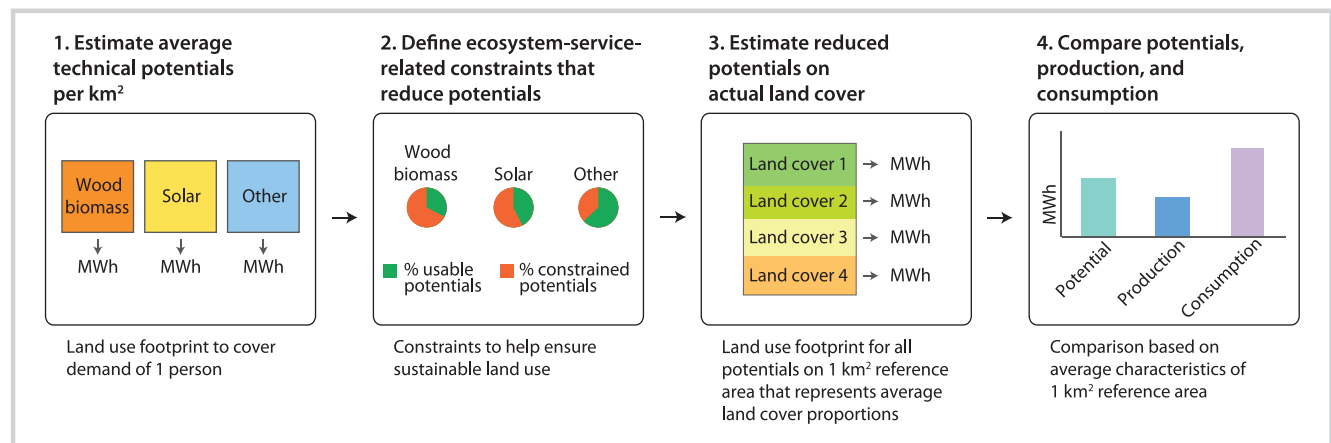 1. Estimate average
technical potentials
per km²
Wood
biomass
Solar
Other
MWh
MWh
MWh
Land use footprint to cover
demand of 1 person
2. Define ecosystem-service-
related constraints that
reduce potentials
Wood
biomass
Solar
Other
% usable
potentials
% constrained
potentials
Constraints to help ensure
sustainable land use
3. Estimate reduced
potentials on
actual land cover
Land cover 1
MWh
Land cover 2
MWh
Land cover 3
MWh
Land cover 4
MWh
Land use footprint for all
potentials on 1 km² reference
area that represents average
land cover proportions
4. Compare potentials,
production, and
consumption
MWh
Potential
Production
Consumption
Comparison based on
average characteristics of
1 km² reference area